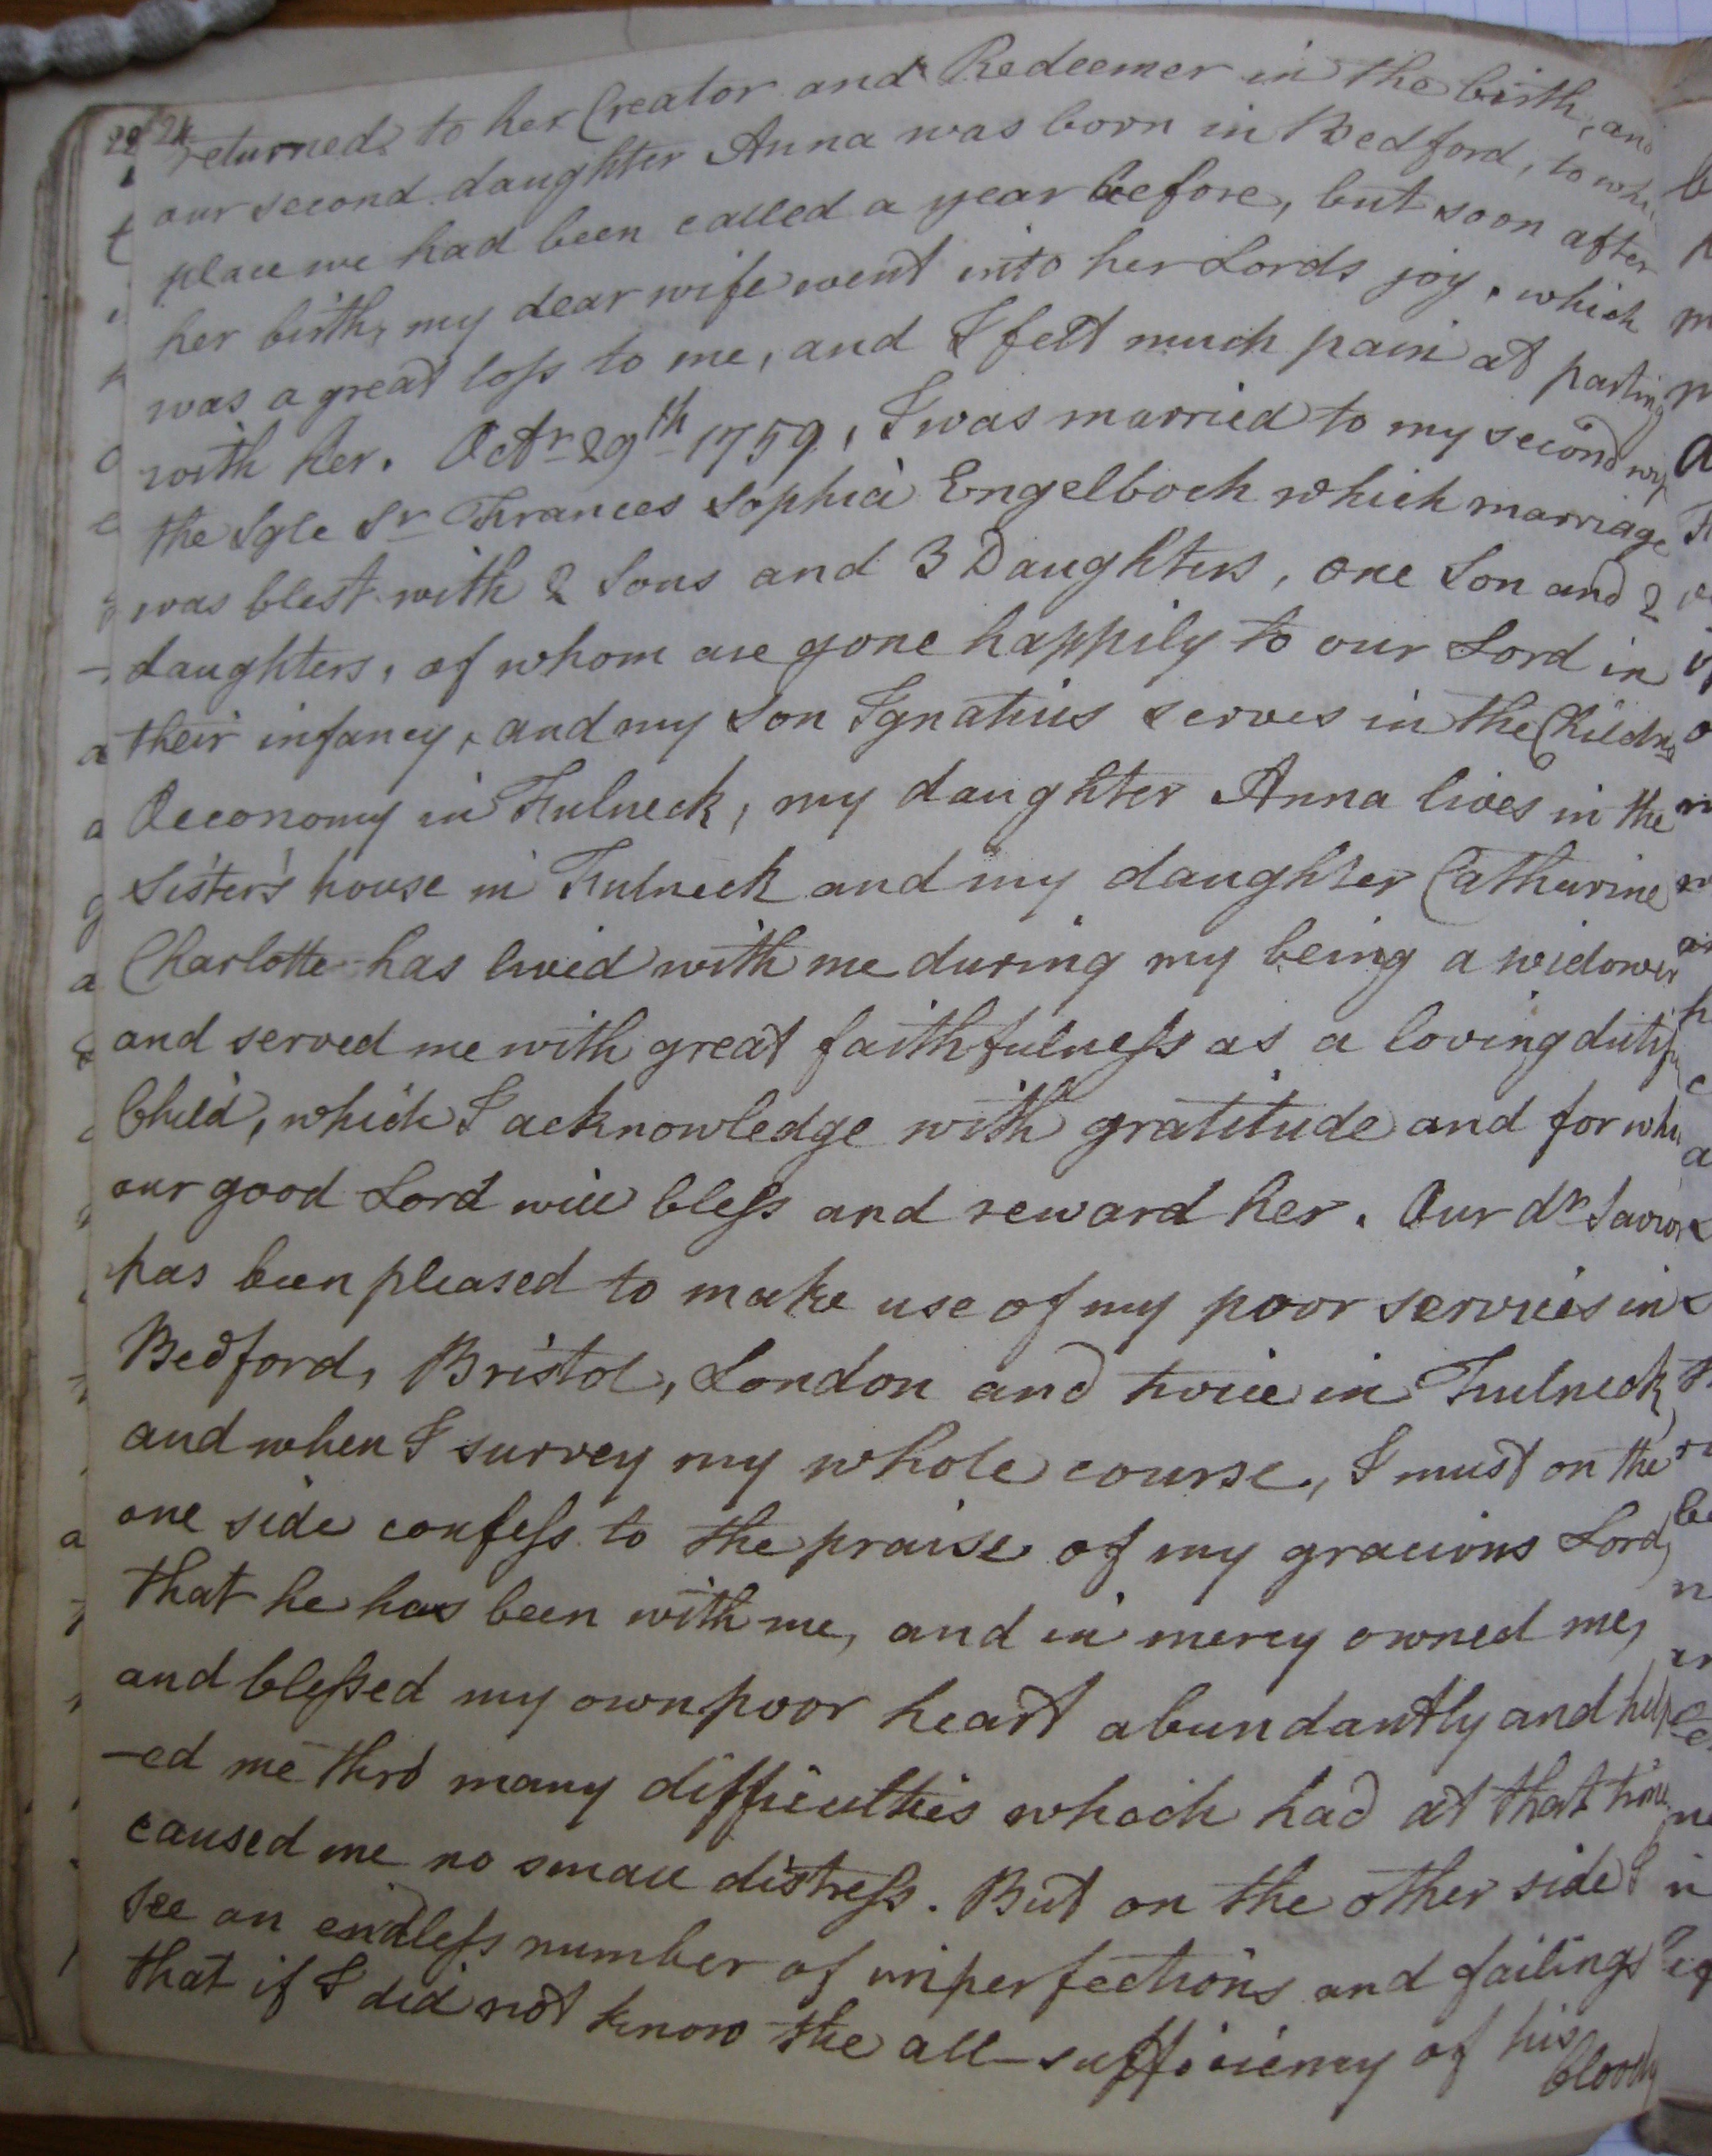 returned to her Creator and Redeemer in the birth, and
our second daughter Anna was born in Bedford, to whi
place we had been called a year before, but soon after
her birth, my dear wife went into her Lords joy, which
was a great loſs to me, and I felt much pain at parting
with her. Octr 29th 1759, I was married to my second wife
the Sgle Sr Frances Sophia Engelboch which marriage
was blest with 2 Sons and 3 Daughters, one Son and 2
daughters, of whom are gone happily to our Lord in
their infancy, and my Son Ignatius serves in the Childns
Oeconomy in Fulneck, my daughter Anna lives in the
Sister's house in Fulneck and my daughter Catharine
Charlotte has lived with me during my being a widower
and served me with great faithfulneſs as a loving dutiful
Child, which I acknowledge with gratitude and for whi
our good Lord will bleſs and reward her. Our dr Savior
has been pleased to make use of my poor services in
Bedford, Bristol, London and twice in Fulneck,
and when I survey my whole course, I must on the
one side confeſs to the praise of my gracious Lord,
that he has been with me, and in mercy owned me,
and bleſsed my own poor heart abundantly and help
-ed me thro many difficulties which had at that time
caused me no small distreſs. But on the other side I
see an endleſs number of imperfections and failings
that if I did not know the all-sufficiency of his
bloody